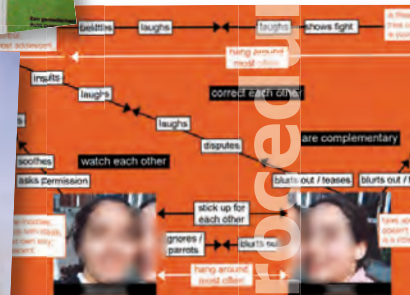 belittles
laughs
laughs
shows fight
hang around
most often
insults
laughs
correct each other
laughs
disputes
are complementary
soothes
watch each other
asks permission
blurts out / teases
blurts out /
stick up for
each other
ignores /
parrots
blurts out
hang around
most often
rocedu